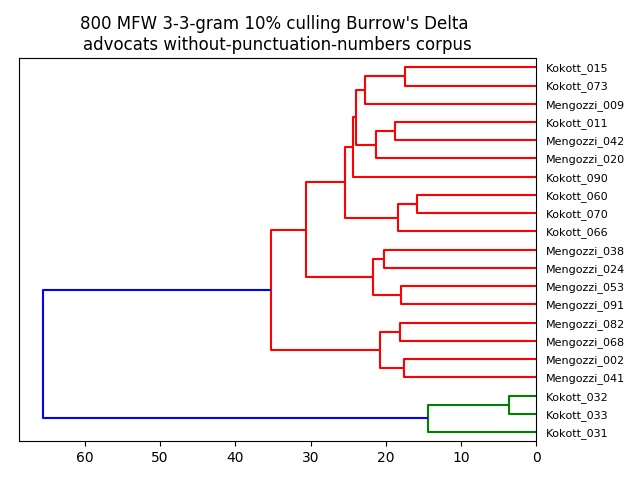 800 MFW 3-3-gram 10% culling Burrow's Delta
advocats without-punctuation-numbers corpus
Kokott_015
Kokott_073
Mengozzi_009
Kokott_011
Mengozzi_042
Mengozzi_020
Kokott_090
Kokott_060
Kokott_070
Kokott_066
Mengozzi_038
Mengozzi_024
Mengozzi_053
Mengozzi_091
Mengozzi_082
Mengozzi_068
Mengozzi_002
Mengozzi_041
Kokott_032
Kokott_033
Kokott_031
60 50 40 30 20 10 0